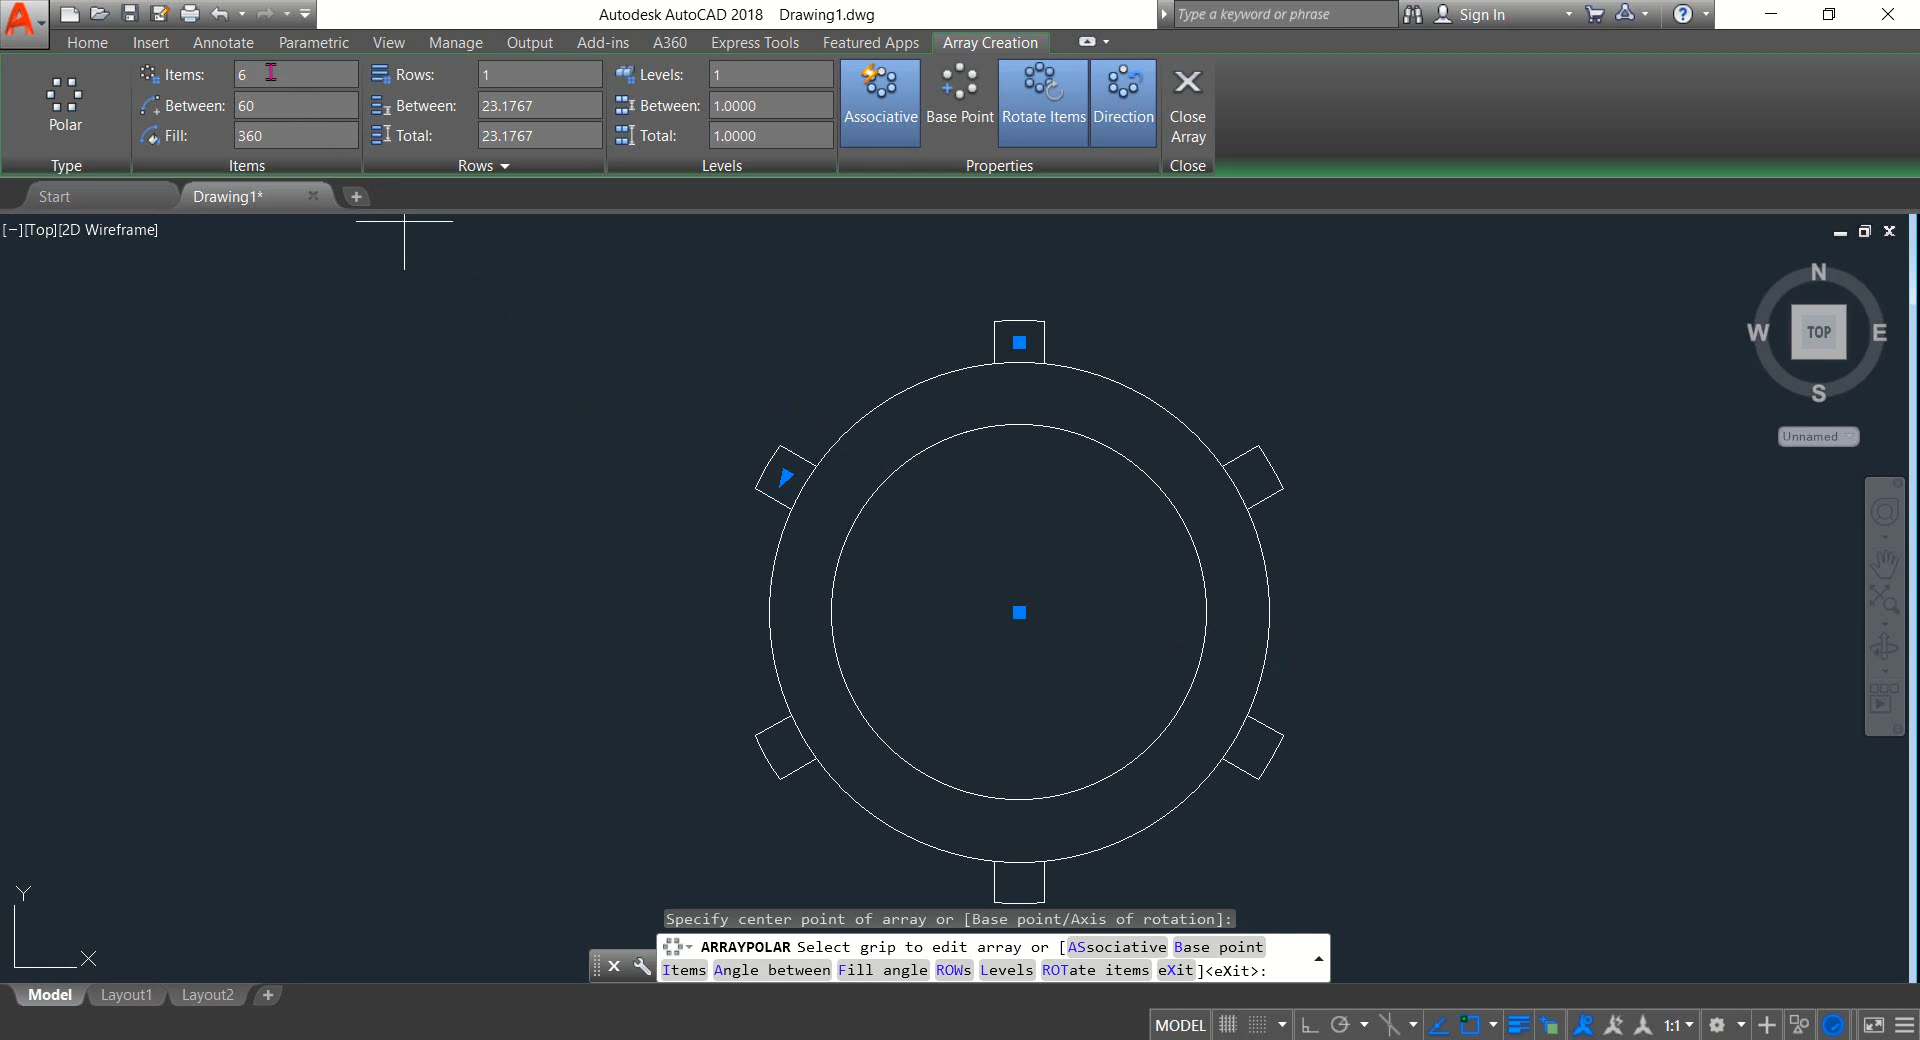 Autodesk AutoCAD 2018 Drawing1.dwg
Type a keyword or phrase
Sign In
Home Insert Annotate Parametric View Manage Output Add-ins A360 Express Tools Featured Apps Array Creation
Polar
Items: 6
Between: 60
Fill: 360
Rows: 1
Between: 23.1767
Total: 23.1767
Levels: 1
Between: 1.0000
Total: 1.0000
Associative Base Point Rotate Items Direction Close Array
Type Items Rows Levels Properties Close
Start Drawing1*
[−][Top][2D Wireframe]
N
W TOP E
S
Unnamed
Y
X
Specify center point of array or [Base point/Axis of rotation]:
ARRAYPOLAR Select grip to edit array or [ASsociative Base point
Items Angle between Fill angle ROWs Levels ROTate items eXit]<eXit>:
Model Layout1 Layout2
MODEL 1:1